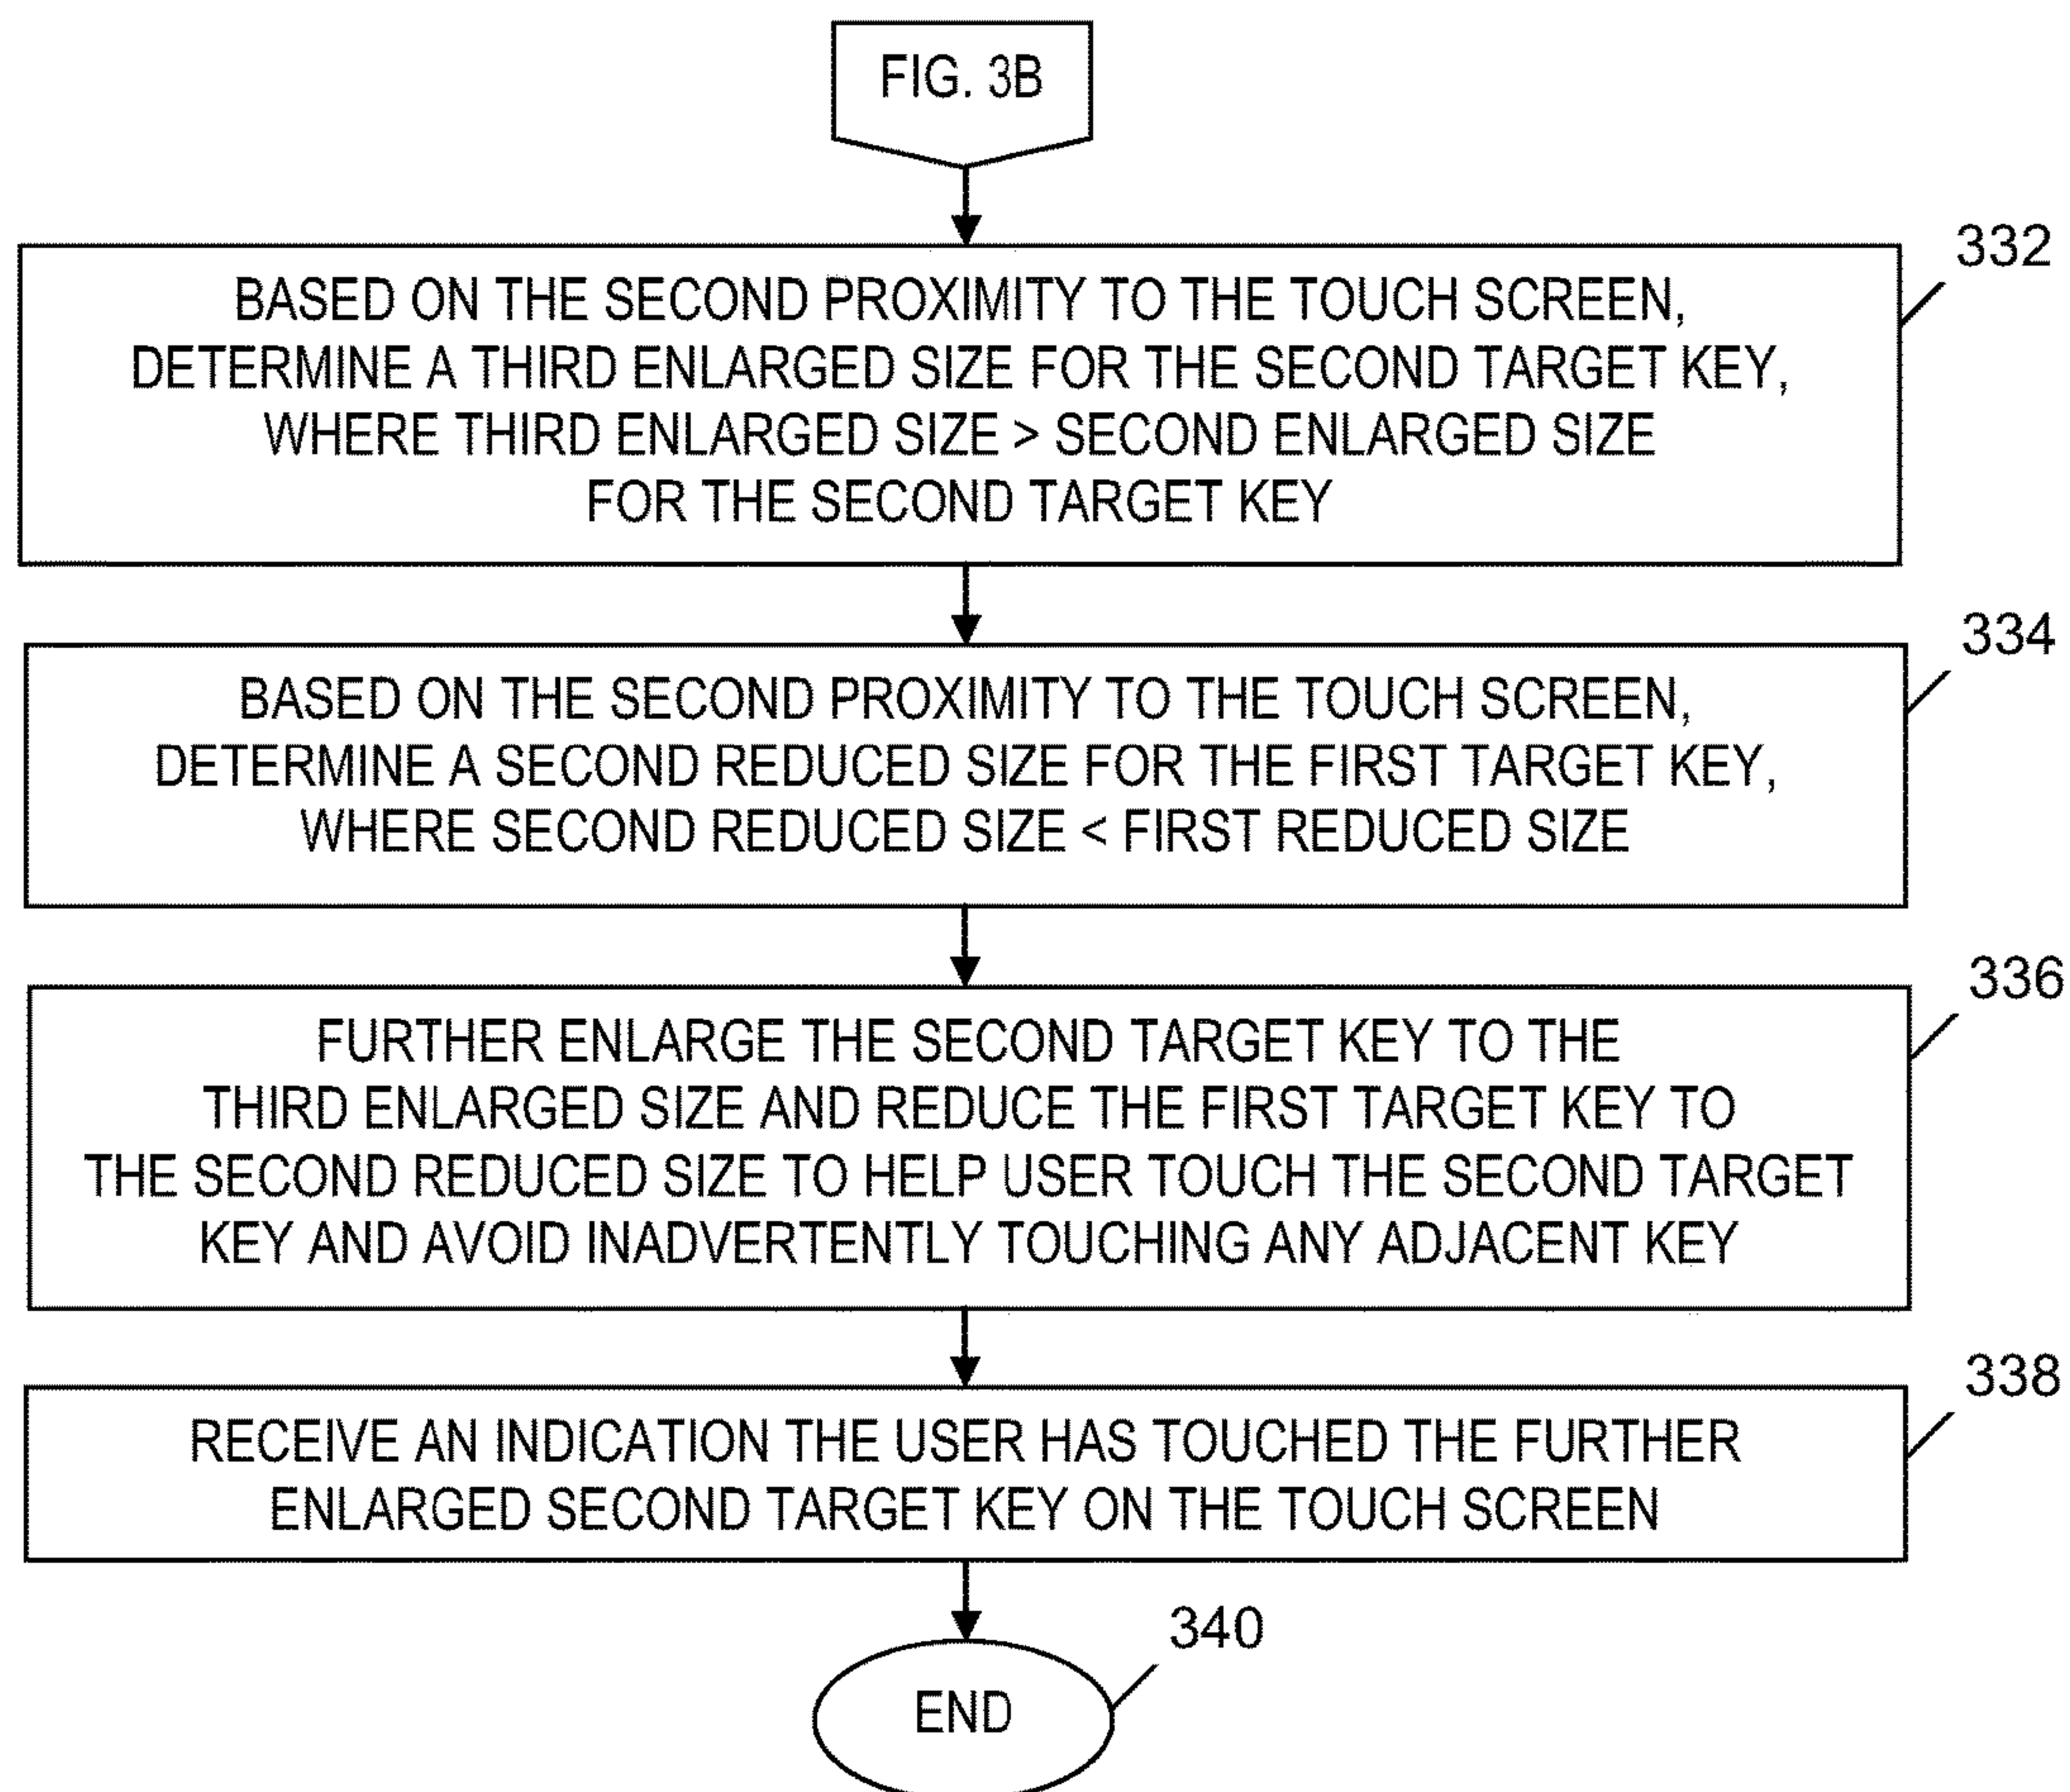 FIG. 3B
332
BASED ON THE SECOND PROXIMITY TO THE TOUCH SCREEN,
DETERMINE A THIRD ENLARGED SIZE FOR THE SECOND TARGET KEY,
WHERE THIRD ENLARGED SIZE > SECOND ENLARGED SIZE
FOR THE SECOND TARGET KEY
334
BASED ON THE SECOND PROXIMITY TO THE TOUCH SCREEN,
DETERMINE A SECOND REDUCED SIZE FOR THE FIRST TARGET KEY,
WHERE SECOND REDUCED SIZE < FIRST REDUCED SIZE
336
FURTHER ENLARGE THE SECOND TARGET KEY TO THE
THIRD ENLARGED SIZE AND REDUCE THE FIRST TARGET KEY TO
THE SECOND REDUCED SIZE TO HELP USER TOUCH THE SECOND TARGET
KEY AND AVOID INADVERTENTLY TOUCHING ANY ADJACENT KEY
338
RECEIVE AN INDICATION THE USER HAS TOUCHED THE FURTHER
ENLARGED SECOND TARGET KEY ON THE TOUCH SCREEN
340
END